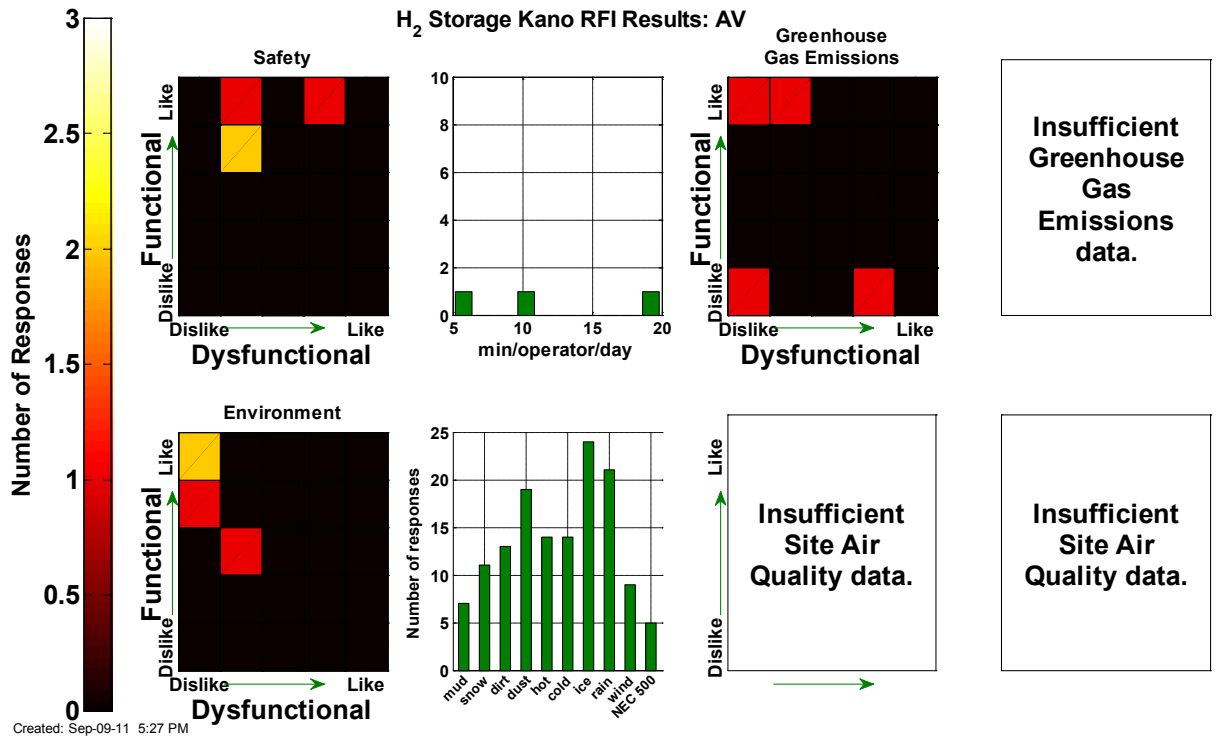 H2 Storage Kano RFI Results: AV
3
2.5
2
1.5
1
0.5
0
Number of Responses
Safety
Like
Functional
Dislike
Dislike
Like
Dysfunctional
10
8
6
4
2
0
5
10
15
20
min/operator/day
Greenhouse
Gas Emissions
Like
Functional
Dislike
Dislike
Like
Dysfunctional
Insufficient
Greenhouse
Gas
Emissions
data.
Environment
Like
Functional
Dislike
Dislike
Like
Dysfunctional
Number of responses
25
20
15
10
5
0
mud
snow
dirt
dust
hot
cold
ice
rain
wind
NEC 500
Like
Dislike
Insufficient
Site Air
Quality data.
Insufficient
Site Air
Quality data.
Created: Sep-09-11 5:27 PM